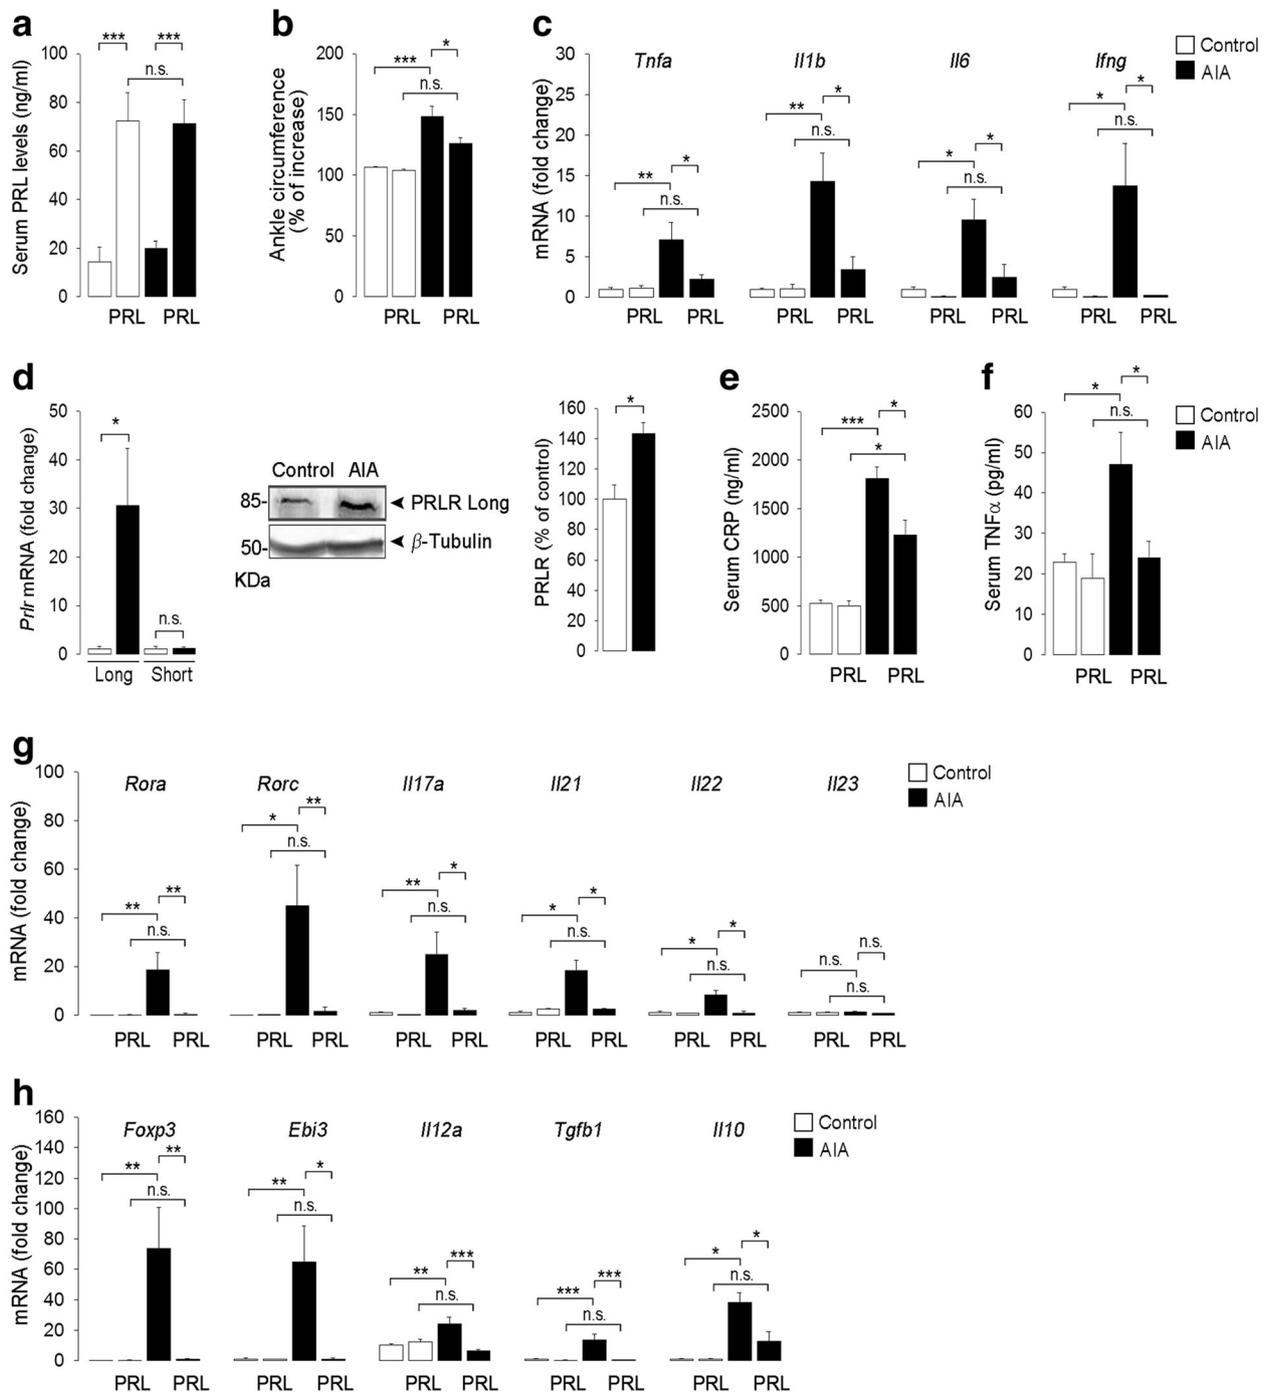 a
Serum PRL levels (ng/ml)
100
80
60
40
20
0
*** ***
n.s.
PRL PRL
b
Ankle circumference
(% of increase)
200
150
100
50
0
*** *
n.s.
PRL PRL
c
mRNA (fold change)
30
25
20
15
10
5
0
Tnfa Il1b Il6 Ifng
** *
n.s.
** *
n.s.
* *
n.s.
* *
n.s.
PRL PRL PRL PRL PRL PRL PRL PRL
Control
AIA
d
Prlr mRNA (fold change)
50
40
30
20
10
0
*
n.s.
Long Short
Control AIA
85- PRLR Long
50- β-Tubulin
KDa
PRLR (% of control)
160
140
120
100
80
60
40
20
0
*
e
Serum CRP (ng/ml)
2500
2000
1500
1000
500
0
*** *
*
PRL PRL
f
Serum TNFα (pg/ml)
60
50
40
30
20
10
0
* *
n.s.
PRL PRL
Control
AIA
g
mRNA (fold change)
100
80
60
40
20
0
Rora Rorc Il17a Il21 Il22 Il23
** **
n.s.
* **
n.s.
** *
n.s.
* *
n.s.
* *
n.s.
n.s. n.s.
n.s.
PRL PRL PRL PRL PRL PRL PRL PRL PRL PRL PRL PRL
Control
AIA
h
mRNA (fold change)
160
140
120
100
80
60
40
20
0
Foxp3 Ebi3 Il12a Tgfb1 Il10
** **
n.s.
** *
n.s.
** ***
n.s.
*** ***
n.s.
* *
n.s.
PRL PRL PRL PRL PRL PRL PRL PRL PRL PRL
Control
AIA